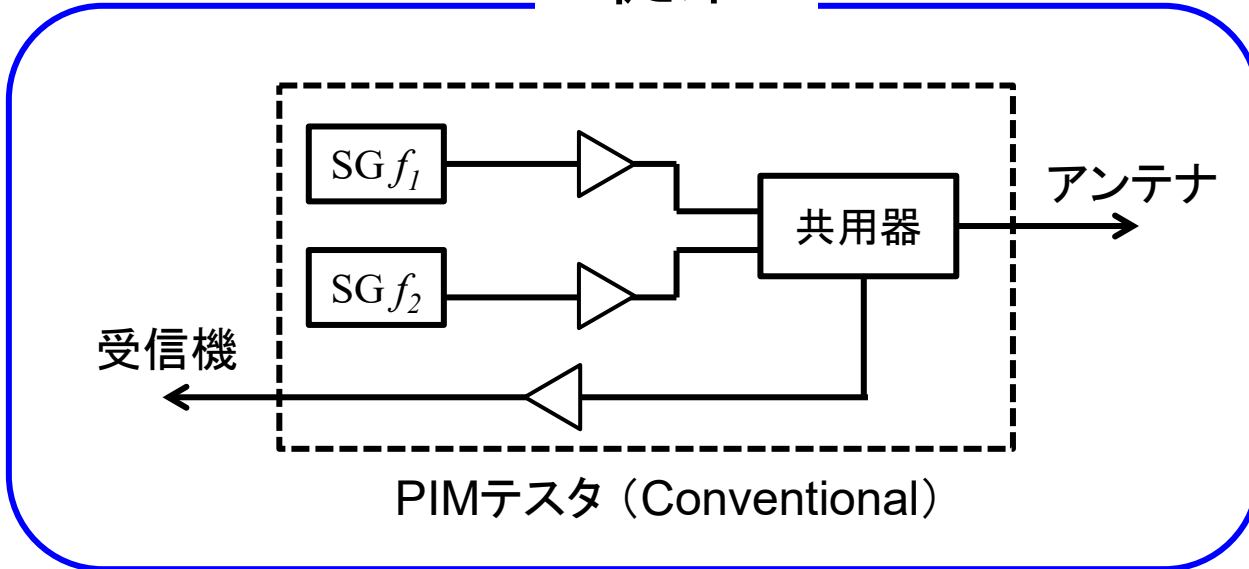 SG f1
SG f2
共用器
アンテナ
受信機
PIMテスタ（Conventional）